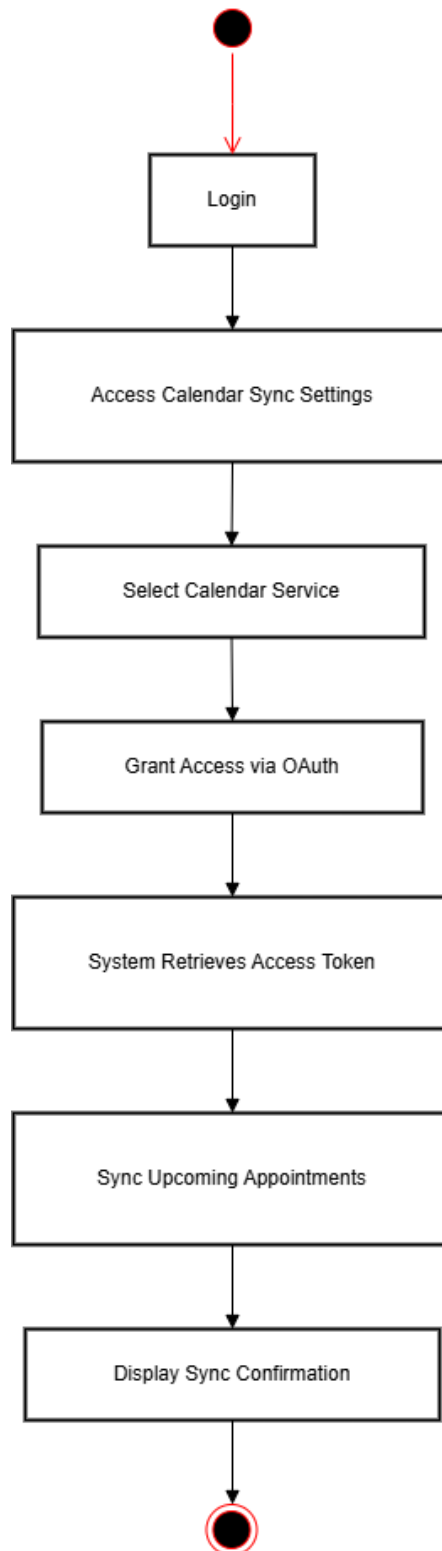 Login
Access Calendar Sync Settings
Select Calendar Service
Grant Access via OAuth
System Retrieves Access Token
Sync Upcoming Appointments
Display Sync Confirmation